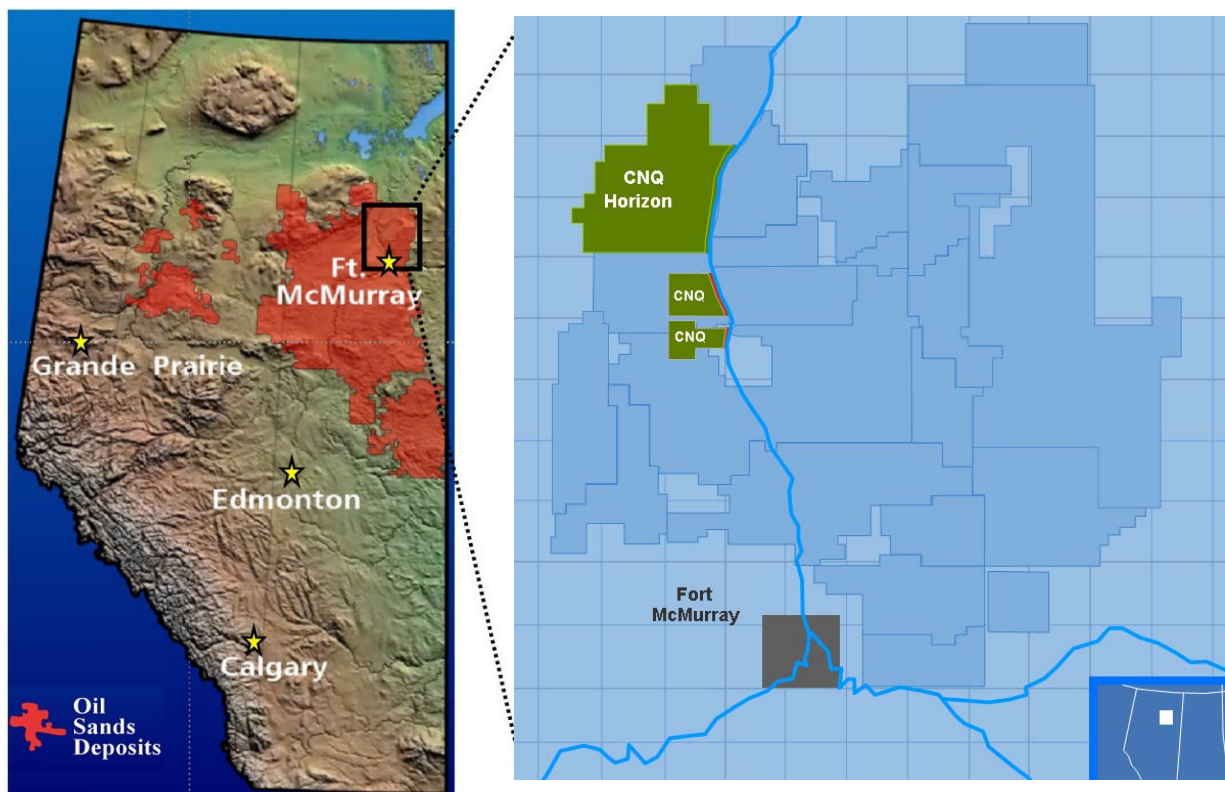 Ft.
McMurray
Grande Prairie
Edmonton
Calgary
Oil
Sands
Deposits
CNQ
Horizon
CNQ
CNQ
Fort
McMurray